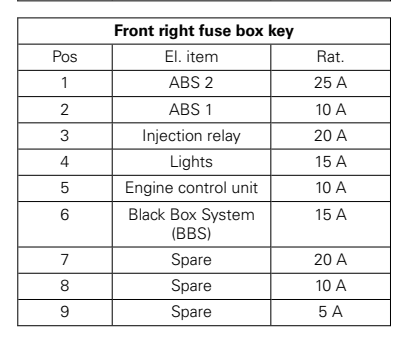 Front right fuse box key
Pos El. item Rat.
1 ABS 2 25 A
2 ABS 1 10 A
3 Injection relay 20 A
4 Lights 15 A
5 Engine control unit 10 A
6 Black Box System 15 A
(BBS)
7 Spare 20 A
8 Spare 10 A
9 Spare 5 A